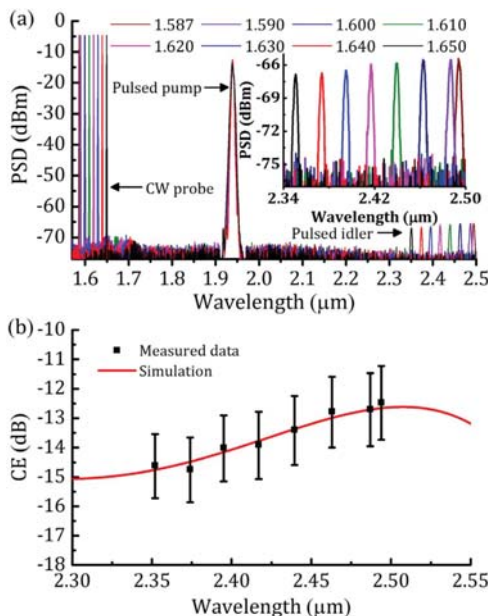 (a)
1.587 1.590 1.600 1.610
1.620 1.630 1.640 1.650
0
-10
-20
-30
-40
-50
-60
-70
PSD (dBm)
Pulsed pump
CW probe
-66
-69
-72
-75
PSD (dBm)
2.34 2.42 2.50
Wavelength (μm)
Pulsed idler
1.6 1.7 1.8 1.9 2.0 2.1 2.2 2.3 2.4 2.5
Wavelength (μm)
(b)
-10
-11
-12
-13
-14
-15
-16
-17
-18
CE (dB)
Measured data
Simulation
2.30 2.35 2.40 2.45 2.50 2.55
Wavelength (μm)